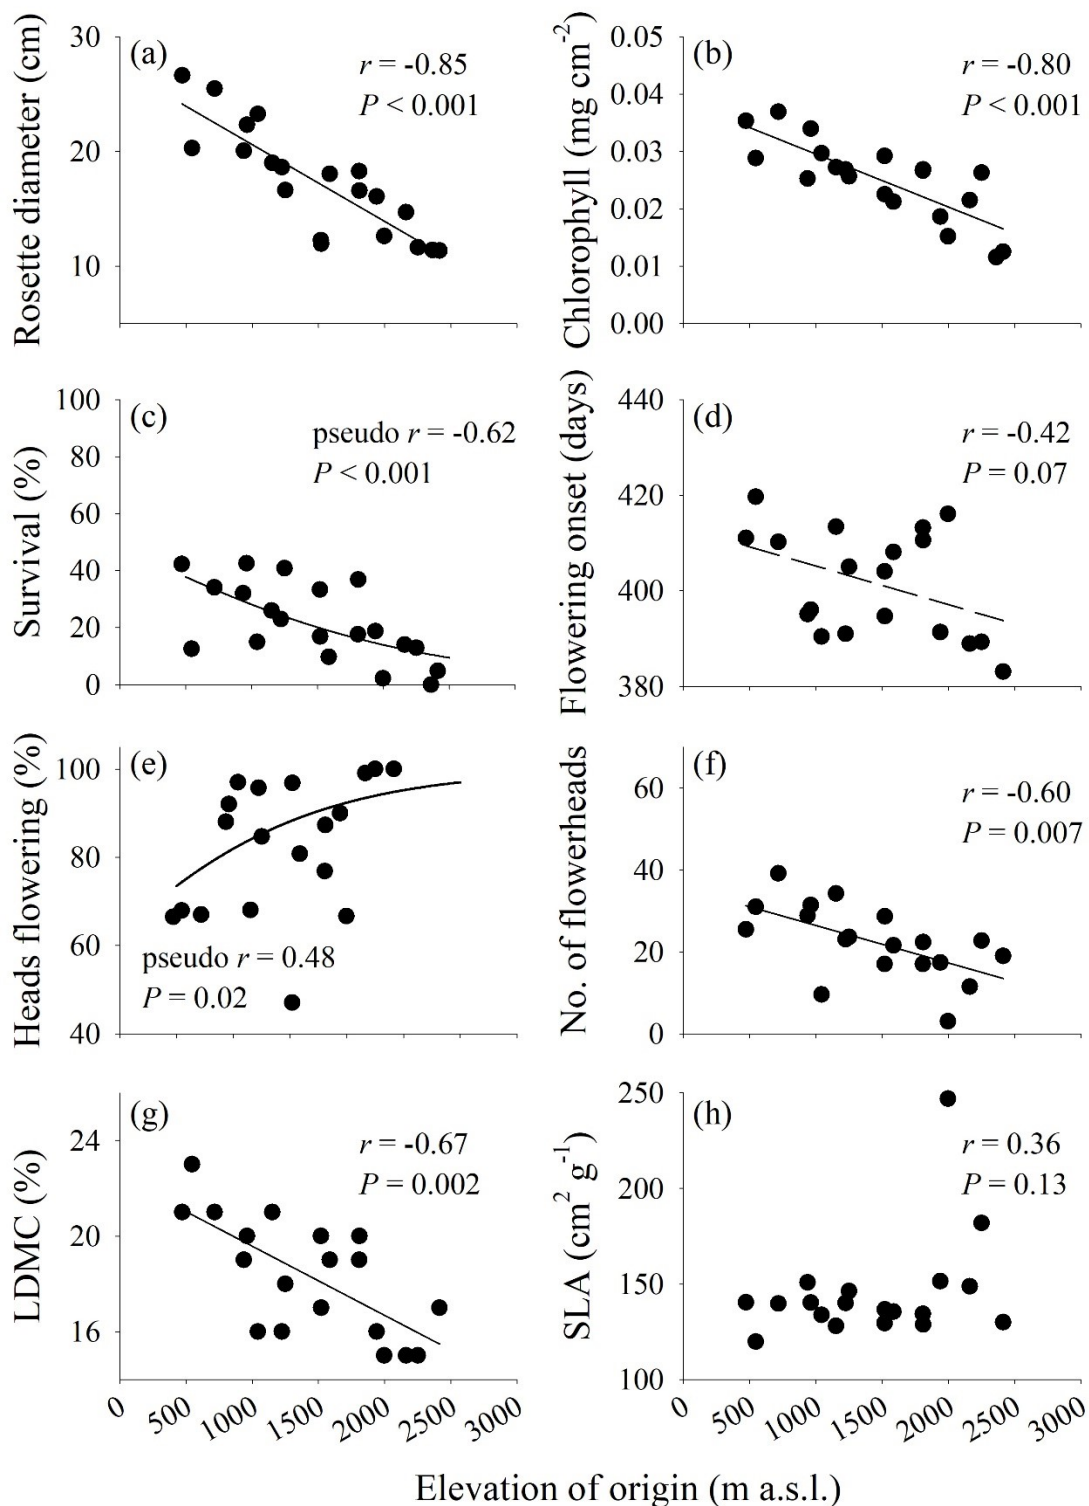 Rosette diameter (cm)
30
20
10
(a)
r = -0.85
P < 0.001
Chlorophyll (mg cm-2)
0.05
0.04
0.03
0.02
0.01
0.00
(b)
r = -0.80
P < 0.001
Survival (%)
100
80
60
40
20
0
(c)
pseudo r = -0.62
P < 0.001
Flowering onset (days)
440
420
400
380
(d)
r = -0.42
P = 0.07
Heads flowering (%)
100
80
60
40
(e)
pseudo r = 0.48
P = 0.02
No. of flowerheads
60
40
20
0
(f)
r = -0.60
P = 0.007
LDMC (%)
24
20
16
(g)
r = -0.67
P = 0.002
0 500 1000 1500 2000 2500 3000
SLA (cm2 g-1)
250
200
150
100
(h)
r = 0.36
P = 0.13
0 500 1000 1500 2000 2500 3000
Elevation of origin (m a.s.l.)